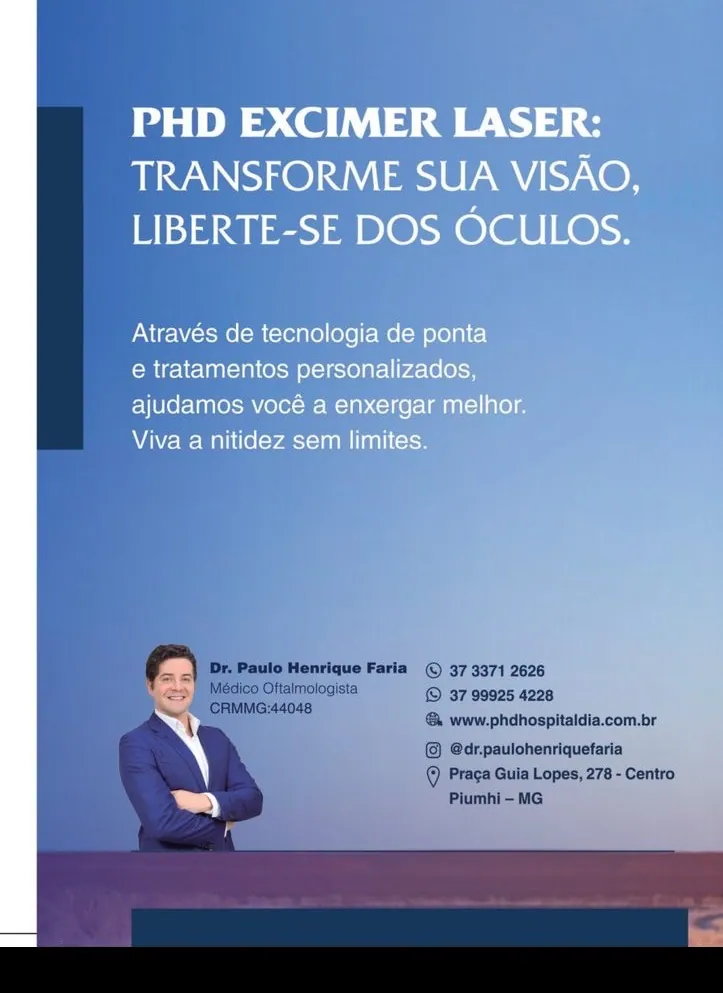 PHD EXCIMER LASER:
TRANSFORME SUA VISÃO,
LIBERTE-SE DOS ÓCULOS.
Através de tecnologia de ponta
e tratamentos personalizados,
ajudamos você a enxergar melhor.
Viva a nitidez sem limites.
Dr. Paulo Henrique Faria
Médico Oftalmologista
CRMMG:44048
37 3371 2626
37 99925 4228
www.phdhospitaldia.com.br
@dr.paulohenriquefaria
Praça Guia Lopes, 278 - Centro
Piumhi – MG